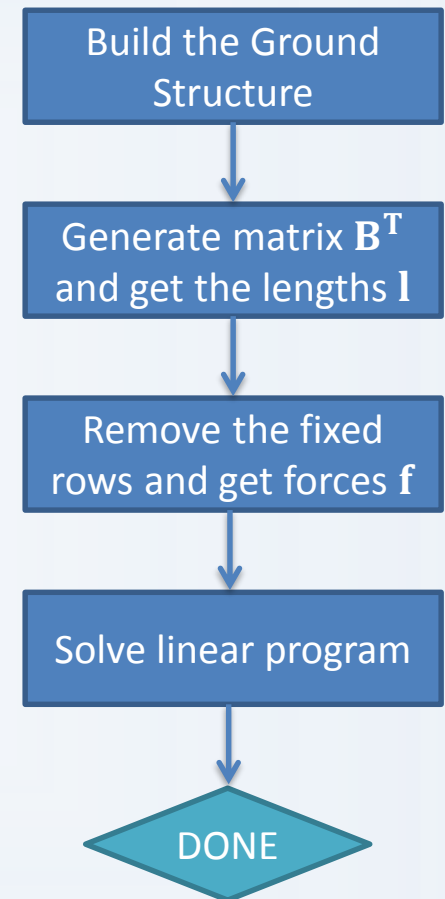 Build the Ground
Structure
Generate matrix 𝐁ᵀ
and get the lengths 𝐥
Remove the fixed
rows and get forces 𝐟
Solve linear program
DONE